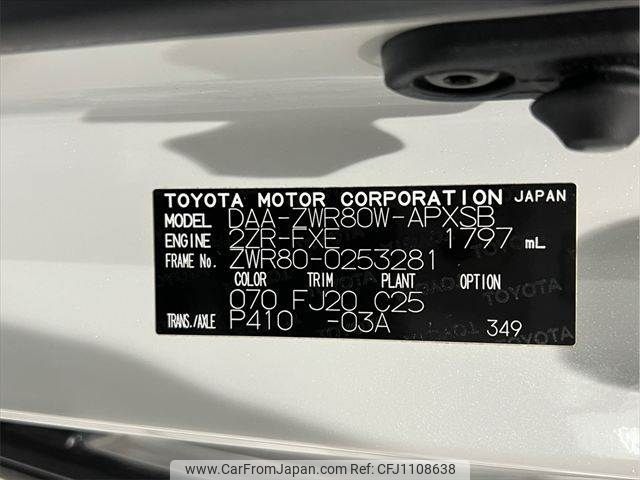 TOYOTA MOTOR CORPORATION JAPAN
MODEL DAA-ZWR80W-APXSB
ENGINE 2ZR-FXE 1797 mL
FRAME No. ZWR80-0253281
COLOR TRIM PLANT OPTION
070 FJ20 C25
TRANS./AXLE P410 -03A 349
www.CarFromJapan.com | Ref.No: CFJ1108638